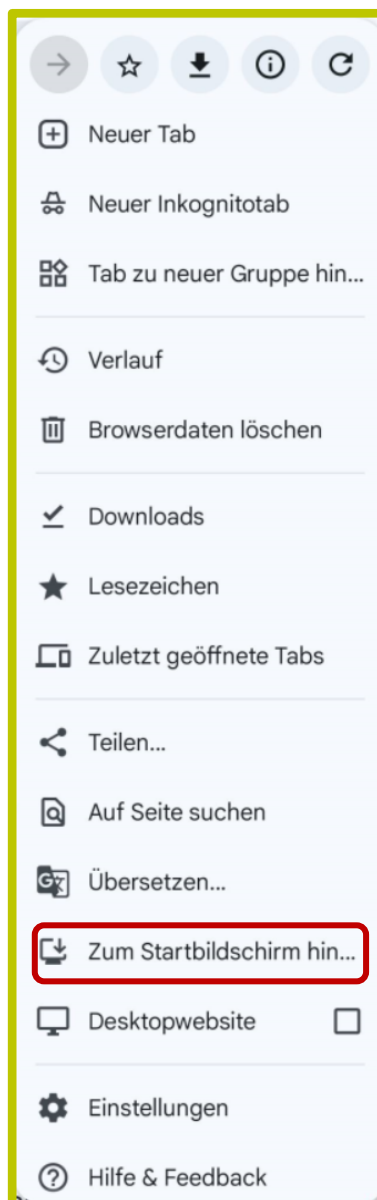 Neuer Tab
Neuer Inkognitotab
Tab zu neuer Gruppe hin...
Verlauf
Browserdaten löschen
Downloads
Lesezeichen
Zuletzt geöffnete Tabs
Teilen...
Auf Seite suchen
Übersetzen...
Zum Startbildschirm hin...
Desktopwebsite
Einstellungen
Hilfe & Feedback